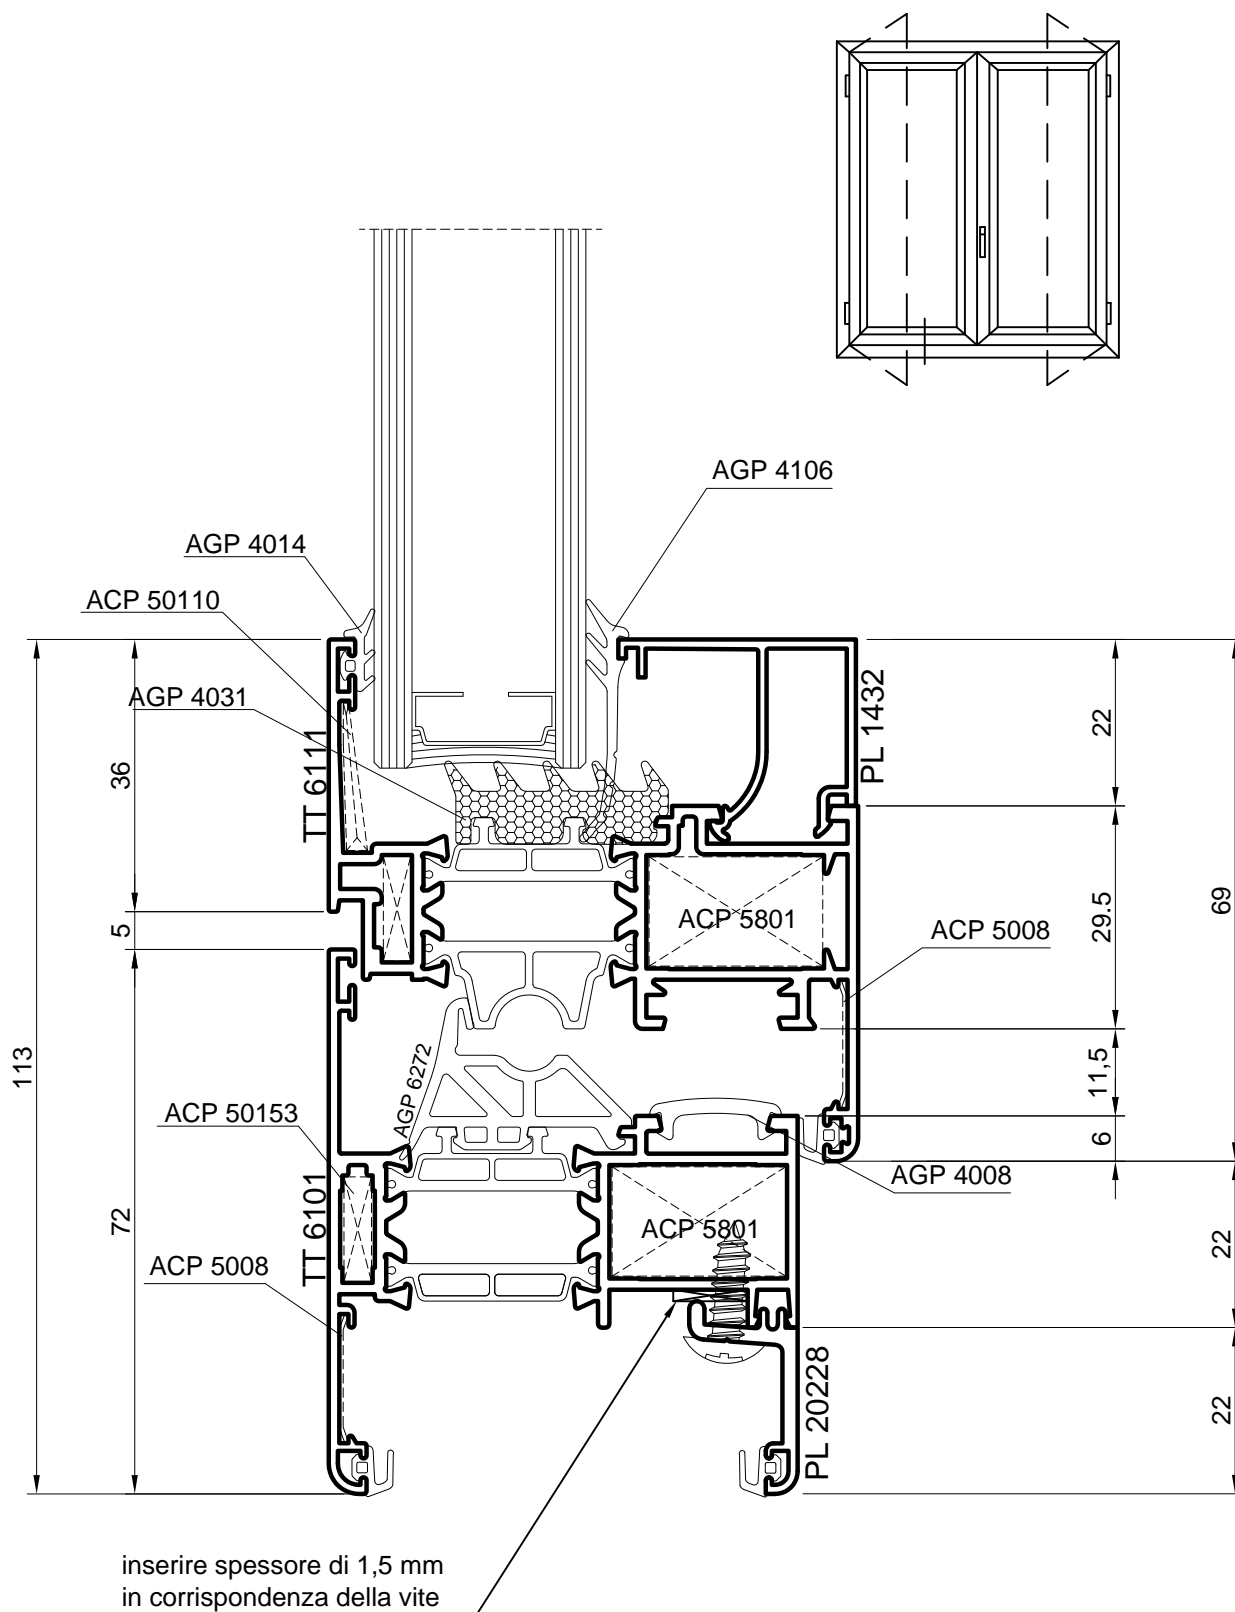 AGP 4106
AGP 4014
ACP 50110
AGP 4031
TT 6111
PL 1432
22
36
ACP 5801
29.5
69
5
ACP 5008
113
AGP 6272
11,5
ACP 50153
6
AGP 4008
72
TT 6101
ACP 5801
22
ACP 5008
PL 20228
22
inserire spessore di 1,5 mm
in corrispondenza della vite